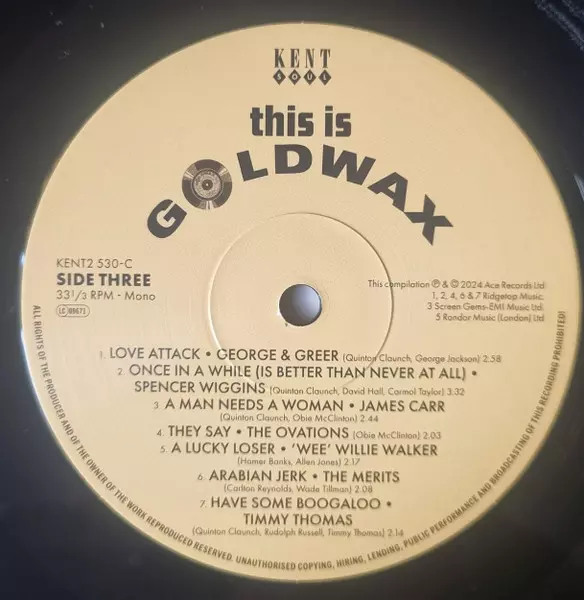 KENT
SOUL
this is
GOLDWAX
KENT2 530-C
SIDE THREE
33 1/3 RPM - Mono
LC 09671
This compilation ℗ & © 2024 Ace Records Ltd
1, 2, 4, 6 & 7 Ridgetop Music.
3 Screen Gems-EMI Music Ltd.
5 Rondor Music (London) Ltd
1. LOVE ATTACK • GEORGE & GREER (Quinton Claunch, George Jackson) 2:58
2. ONCE IN A WHILE (IS BETTER THAN NEVER AT ALL) •
SPENCER WIGGINS (Quinton Claunch, David Hall, Carmol Taylor) 3:32
3. A MAN NEEDS A WOMAN • JAMES CARR
(Quinton Claunch, Obie McClinton) 2:44
4. THEY SAY • THE OVATIONS (Obie McClinton) 2:03
5. A LUCKY LOSER • 'WEE' WILLIE WALKER
(Homer Banks, Allen Jones) 2:17
6. ARABIAN JERK • THE MERITS
(Carlton Reynolds, Wade Tillman) 2:08
7. HAVE SOME BOOGALOO •
TIMMY THOMAS
(Quinton Claunch, Rudolph Russell, Timmy Thomas) 2:14
ALL RIGHTS OF THE PRODUCER AND OF THE OWNER OF THE WORK REPRODUCED RESERVED. UNAUTHORISED COPYING, HIRING, LENDING, PUBLIC PERFORMANCE AND BROADCASTING OF THIS RECORDING PROHIBITED!